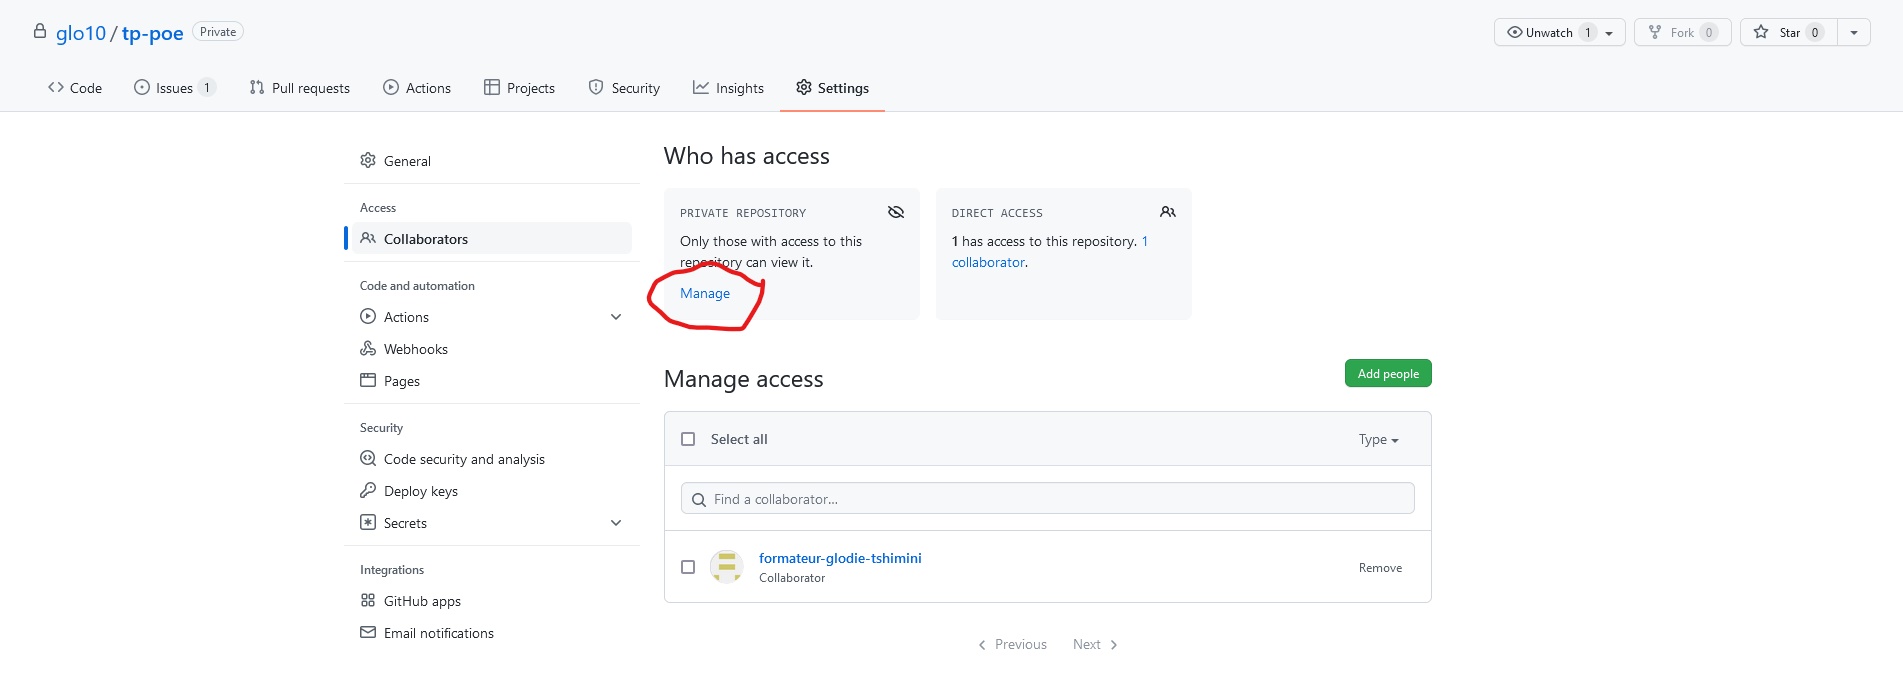 glo10 / tp-poe Private
Unwatch 1
Fork 0
Star 0
Code
Issues 1
Pull requests
Actions
Projects
Security
Insights
Settings
General
Access
Collaborators
Code and automation
Actions
Webhooks
Pages
Security
Code security and analysis
Deploy keys
Secrets
Integrations
GitHub apps
Email notifications
Who has access
PRIVATE REPOSITORY
Only those with access to this
repository can view it.
Manage
DIRECT ACCESS
1 has access to this repository. 1
collaborator.
Manage access
Add people
Select all
Type
Find a collaborator...
formateur-glodie-tshimini
Collaborator
Remove
Previous
Next